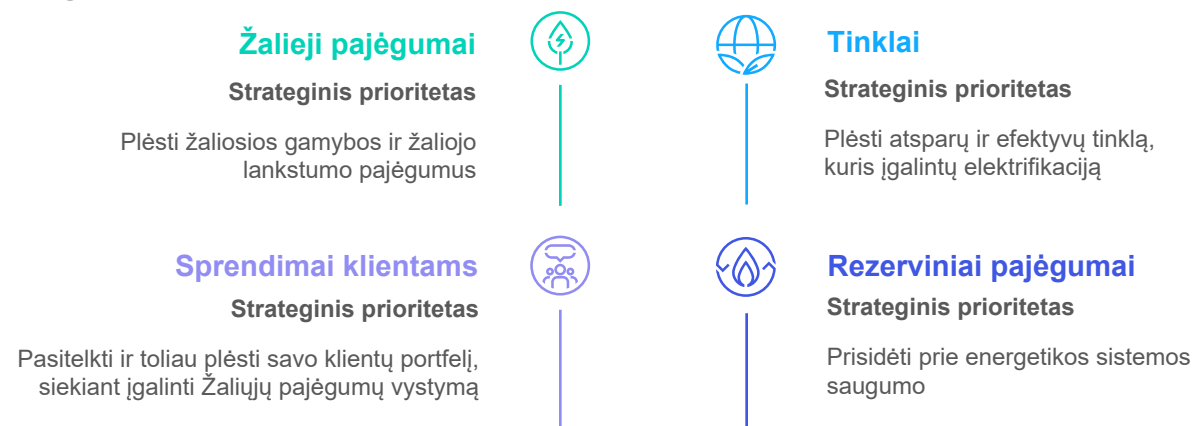 Žalieji pajėgumai
Strateginis prioritetas
Plėsti žaliosios gamybos ir žaliojo
lankstumo pajėgumus
Tinklai
Strateginis prioritetas
Plėsti atsparų ir efektyvų tinklą,
kuris įgalintų elektrifikaciją
Sprendimai klientams
Strateginis prioritetas
Pasitelkti ir toliau plėsti savo klientų portfelį,
siekiant įgalinti Žaliųjų pajėgumų vystymą
Rezerviniai pajėgumai
Strateginis prioritetas
Prisidėti prie energetikos sistemos
saugumo